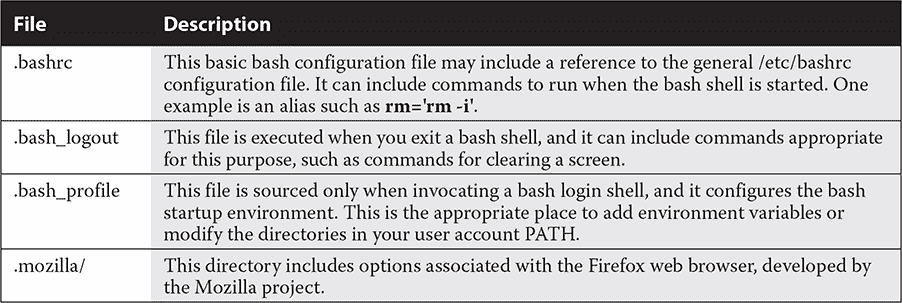 File Description
.bashrc This basic bash configuration file may include a reference to the general /etc/bashrc
configuration file. It can include commands to run when the bash shell is started. One
example is an alias such as rm='rm -i'.
.bash_logout This file is executed when you exit a bash shell, and it can include commands appropriate
for this purpose, such as commands for clearing a screen.
.bash_profile This file is sourced only when invocating a bash login shell, and it configures the bash
startup environment. This is the appropriate place to add environment variables or
modify the directories in your user account PATH.
.mozilla/ This directory includes options associated with the Firefox web browser, developed by
the Mozilla project.